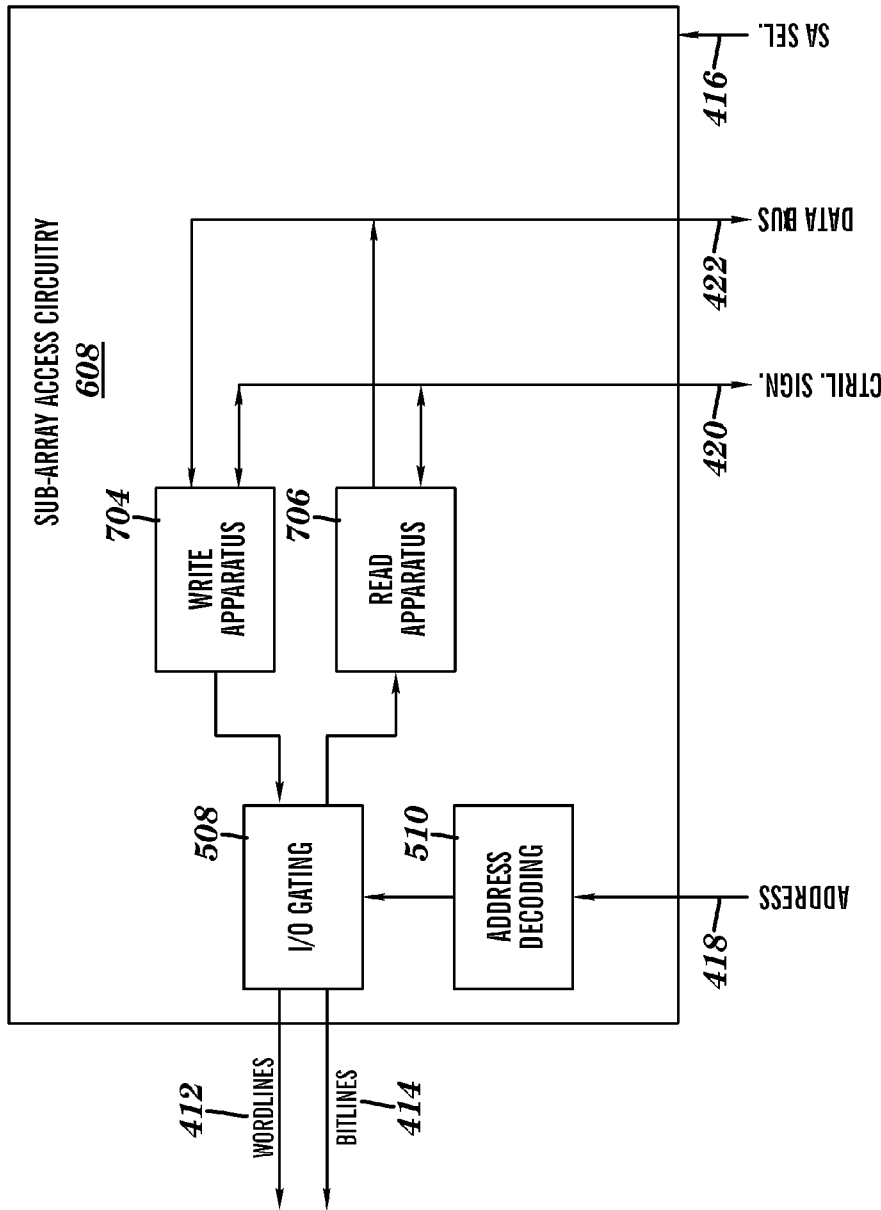 SUB-ARRAY ACCESS CIRCUITRY
608
704
WRITE
APPARATUS
706
READ
APPARATUS
508
I/O GATING
510
ADDRESS
DECODING
412
WORDLINES
BITLINES
414
418
ADDRESS
420
CTRIL. SIGN.
422
DATA BUS
416
SA SEL.